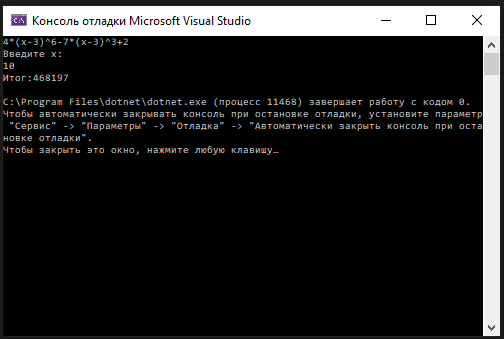 Консоль отладки Microsoft Visual Studio
4*(x-3)^6-7*(x-3)^3+2
Введите x:
10
Итог:468197
C:\Program Files\dotnet\dotnet.exe (процесс 11468) завершает работу с кодом 0.
Чтобы автоматически закрывать консоль при остановке отладки, установите параметр
"Сервис" -> "Параметры" -> "Отладка" -> "Автоматически закрыть консоль при оста
новке отладки".
Чтобы закрыть это окно, нажмите любую клавишу…